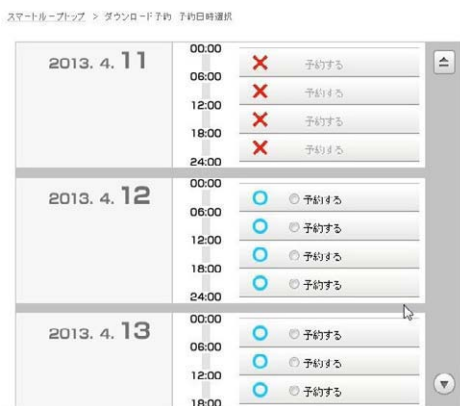 スマートループトップ > ダウンロード予約 予約日時選択
2013. 4. 11
00:00
× 予約する
06:00
× 予約する
12:00
× 予約する
18:00
× 予約する
24:00
2013. 4. 12
00:00
○ 予約する
06:00
○ 予約する
12:00
○ 予約する
18:00
○ 予約する
24:00
2013. 4. 13
00:00
○ 予約する
06:00
○ 予約する
12:00
○ 予約する
18:00